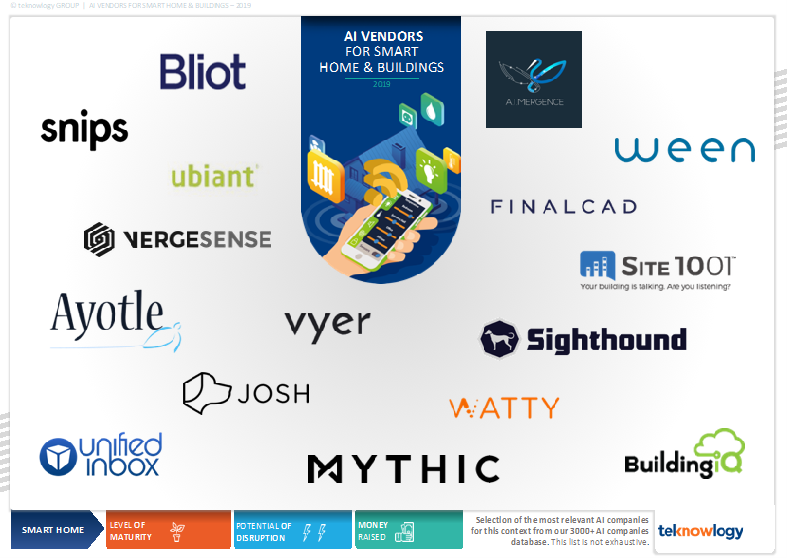 © teknowlogy GROUP | AI VENDORS FOR SMART HOME & BUILDINGS – 2019
AI VENDORS
FOR SMART
HOME & BUILDINGS
2019
Bliot
A.I.MERGENCE
snips
ween
ubiant
FINALCAD
VERGESENSE
SITE 1001™
Your building is talking. Are you listening?
Ayotle
vyer
Sighthound
JOSH
WATTY
unified
inbox
MYTHIC
BuildingiQ
SMART HOME
LEVEL OF
MATURITY
POTENTIAL OF
DISRUPTION
MONEY
RAISED
Selection of the most relevant AI companies
for this context from our 3000+ AI companies
database. This list is not exhaustive.
teknowlogy